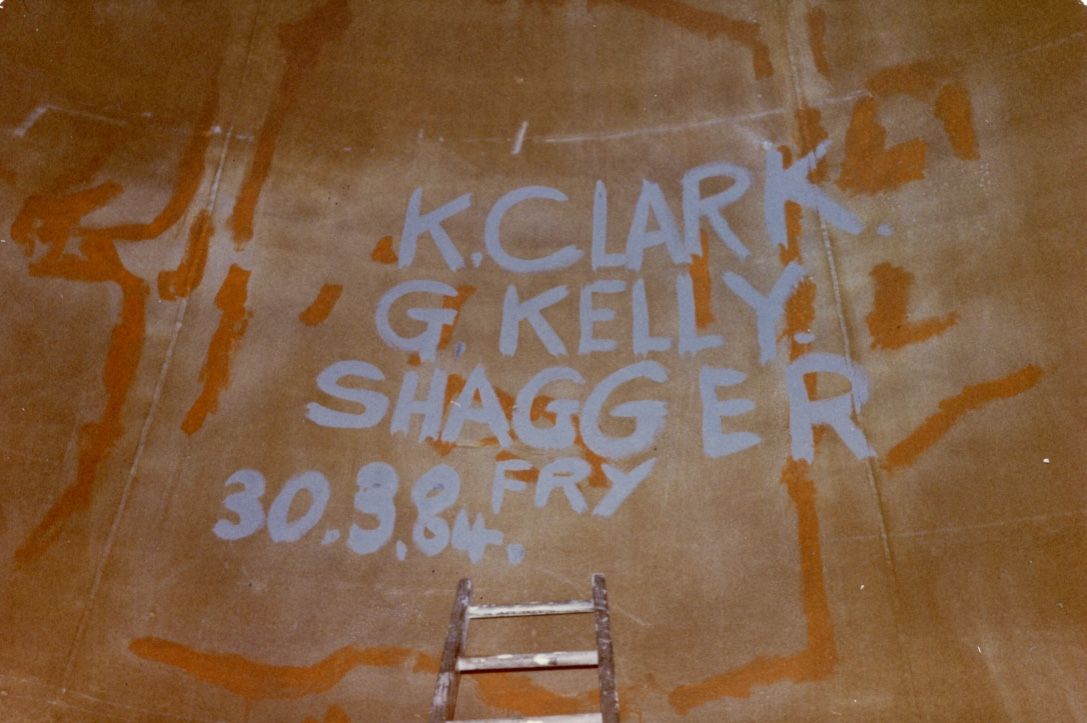 K.CLARK.
G.KELLY.
SHAGGER
FRY
30.3.84.